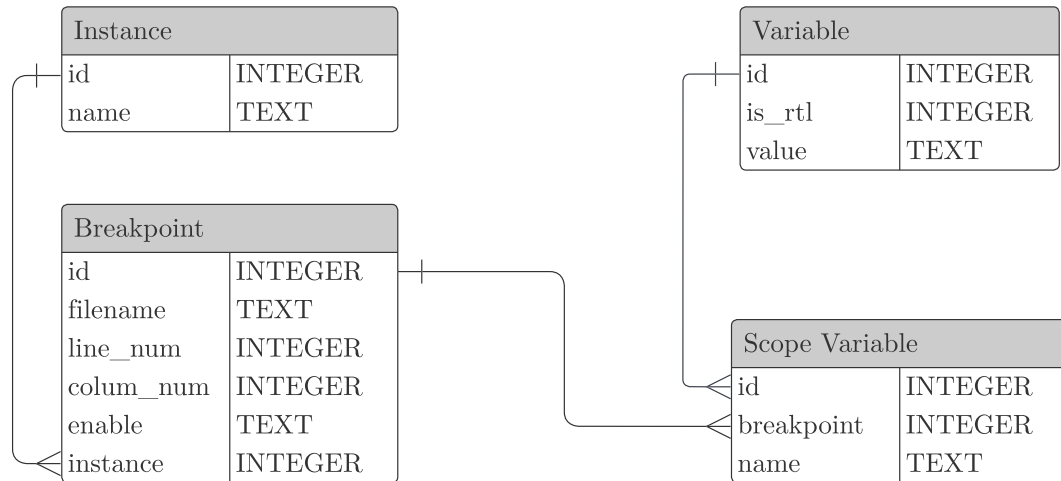 Instance
id INTEGER
name TEXT
Variable
id INTEGER
is_rtl INTEGER
value TEXT
Breakpoint
id INTEGER
filename TEXT
line_num INTEGER
colum_num INTEGER
enable TEXT
instance INTEGER
Scope Variable
id INTEGER
breakpoint INTEGER
name TEXT